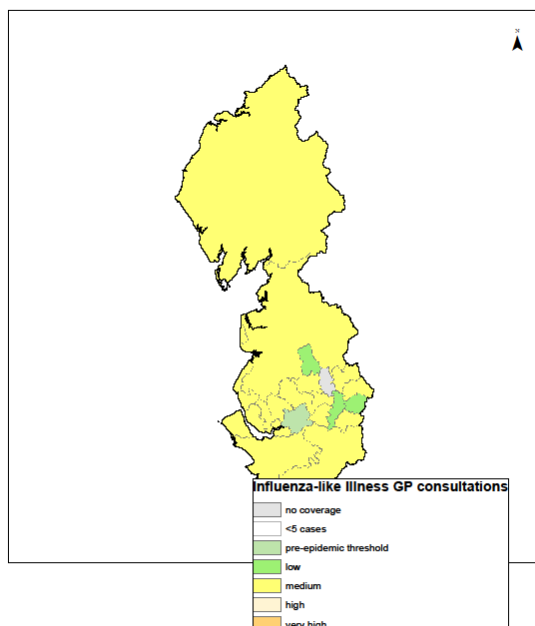 N
Influenza-like Illness GP consultations
no coverage
<5 cases
pre-epidemic threshold
low
medium
high
very high